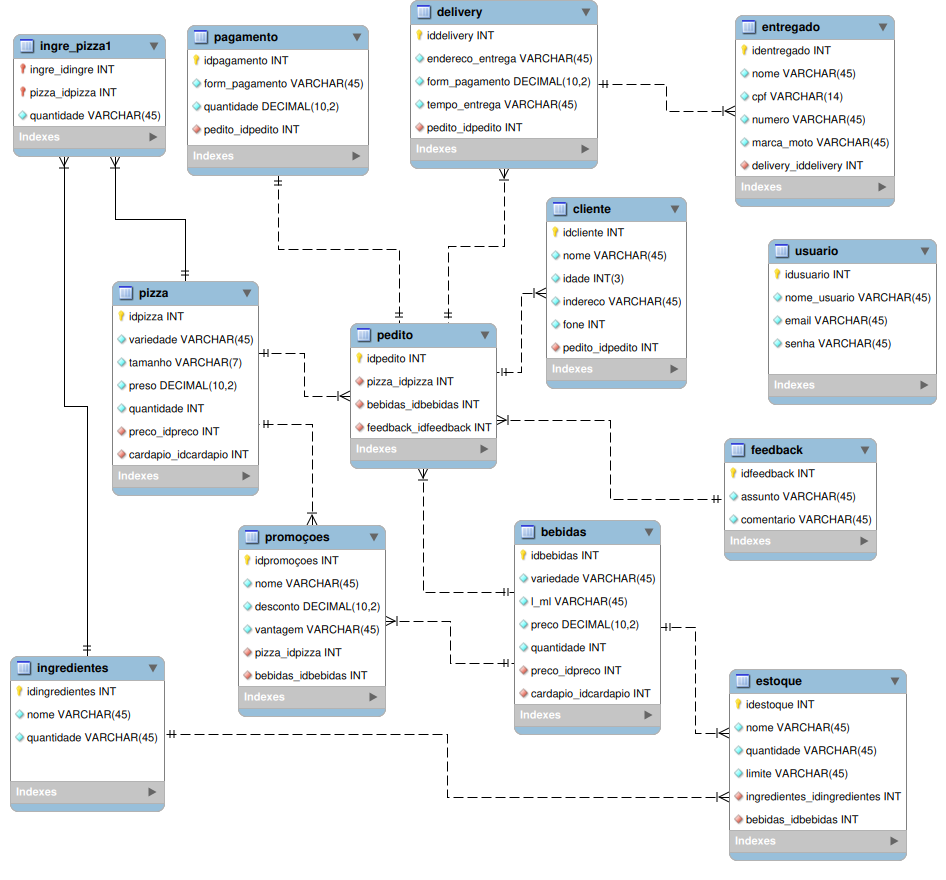 ingre_pizza1
ingre_idingre INT
pizza_idpizza INT
quantidade VARCHAR(45)
Indexes
pagamento
idpagamento INT
form_pagamento VARCHAR(45)
quantidade DECIMAL(10,2)
pedito_idpedito INT
Indexes
delivery
iddelivery INT
endereco_entrega VARCHAR(45)
form_pagamento DECIMAL(10,2)
tempo_entrega VARCHAR(45)
pedito_idpedito INT
Indexes
entregado
identregado INT
nome VARCHAR(45)
cpf VARCHAR(14)
numero VARCHAR(45)
marca_moto VARCHAR(45)
delivery_iddelivery INT
Indexes
cliente
idcliente INT
nome VARCHAR(45)
idade INT(3)
indereco VARCHAR(45)
fone INT
pedito_idpedito INT
Indexes
usuario
idusuario INT
nome_usuario VARCHAR(45)
email VARCHAR(45)
senha VARCHAR(45)
Indexes
pizza
idpizza INT
variedade VARCHAR(45)
tamanho VARCHAR(7)
preso DECIMAL(10,2)
quantidade INT
preco_idpreco INT
cardapio_idcardapio INT
Indexes
pedito
idpedito INT
pizza_idpizza INT
bebidas_idbebidas INT
feedback_idfeedback INT
Indexes
feedback
idfeedback INT
assunto VARCHAR(45)
comentario VARCHAR(45)
Indexes
promoçoes
idpromoçoes INT
nome VARCHAR(45)
desconto DECIMAL(10,2)
vantagem VARCHAR(45)
pizza_idpizza INT
bebidas_idbebidas INT
Indexes
bebidas
idbebidas INT
variedade VARCHAR(45)
l_ml VARCHAR(45)
preco DECIMAL(10,2)
quantidade INT
preco_idpreco INT
cardapio_idcardapio INT
Indexes
ingredientes
idingredientes INT
nome VARCHAR(45)
quantidade VARCHAR(45)
Indexes
estoque
idestoque INT
nome VARCHAR(45)
quantidade VARCHAR(45)
limite VARCHAR(45)
ingredientes_idingredientes INT
bebidas_idbebidas INT
Indexes